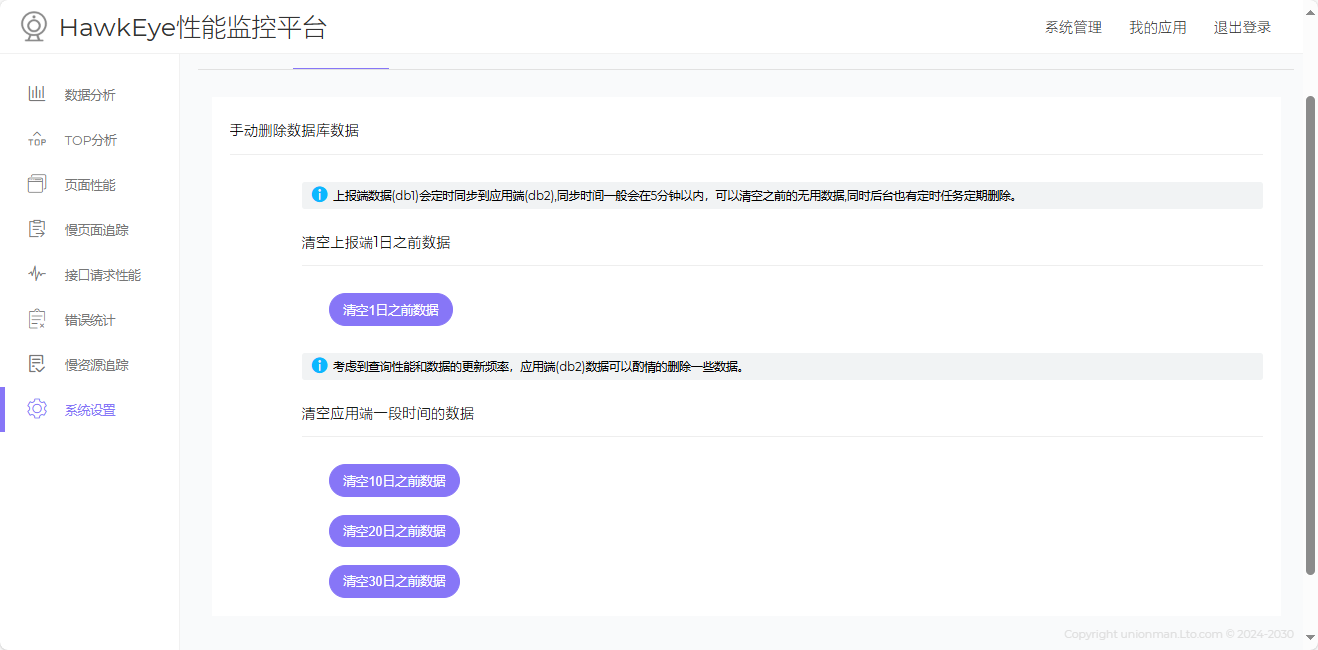 HawkEye性能监控平台
系统管理 我的应用 退出登录
数据分析
TOP TOP分析
页面性能
慢页面追踪
接口请求性能
错误统计
慢资源追踪
系统设置
手动删除数据库数据
上报端数据(db1)会定时同步到应用端(db2),同步时间一般会在5分钟以内，可以清空之前的无用数据,同时后台也有定时任务定期删除。
清空上报端1日之前数据
清空1日之前数据
考虑到查询性能和数据的更新频率，应用端(db2)数据可以酌情的删除一些数据。
清空应用端一段时间的数据
清空10日之前数据
清空20日之前数据
清空30日之前数据
Copyright unionman.Lto.com © 2024-2030